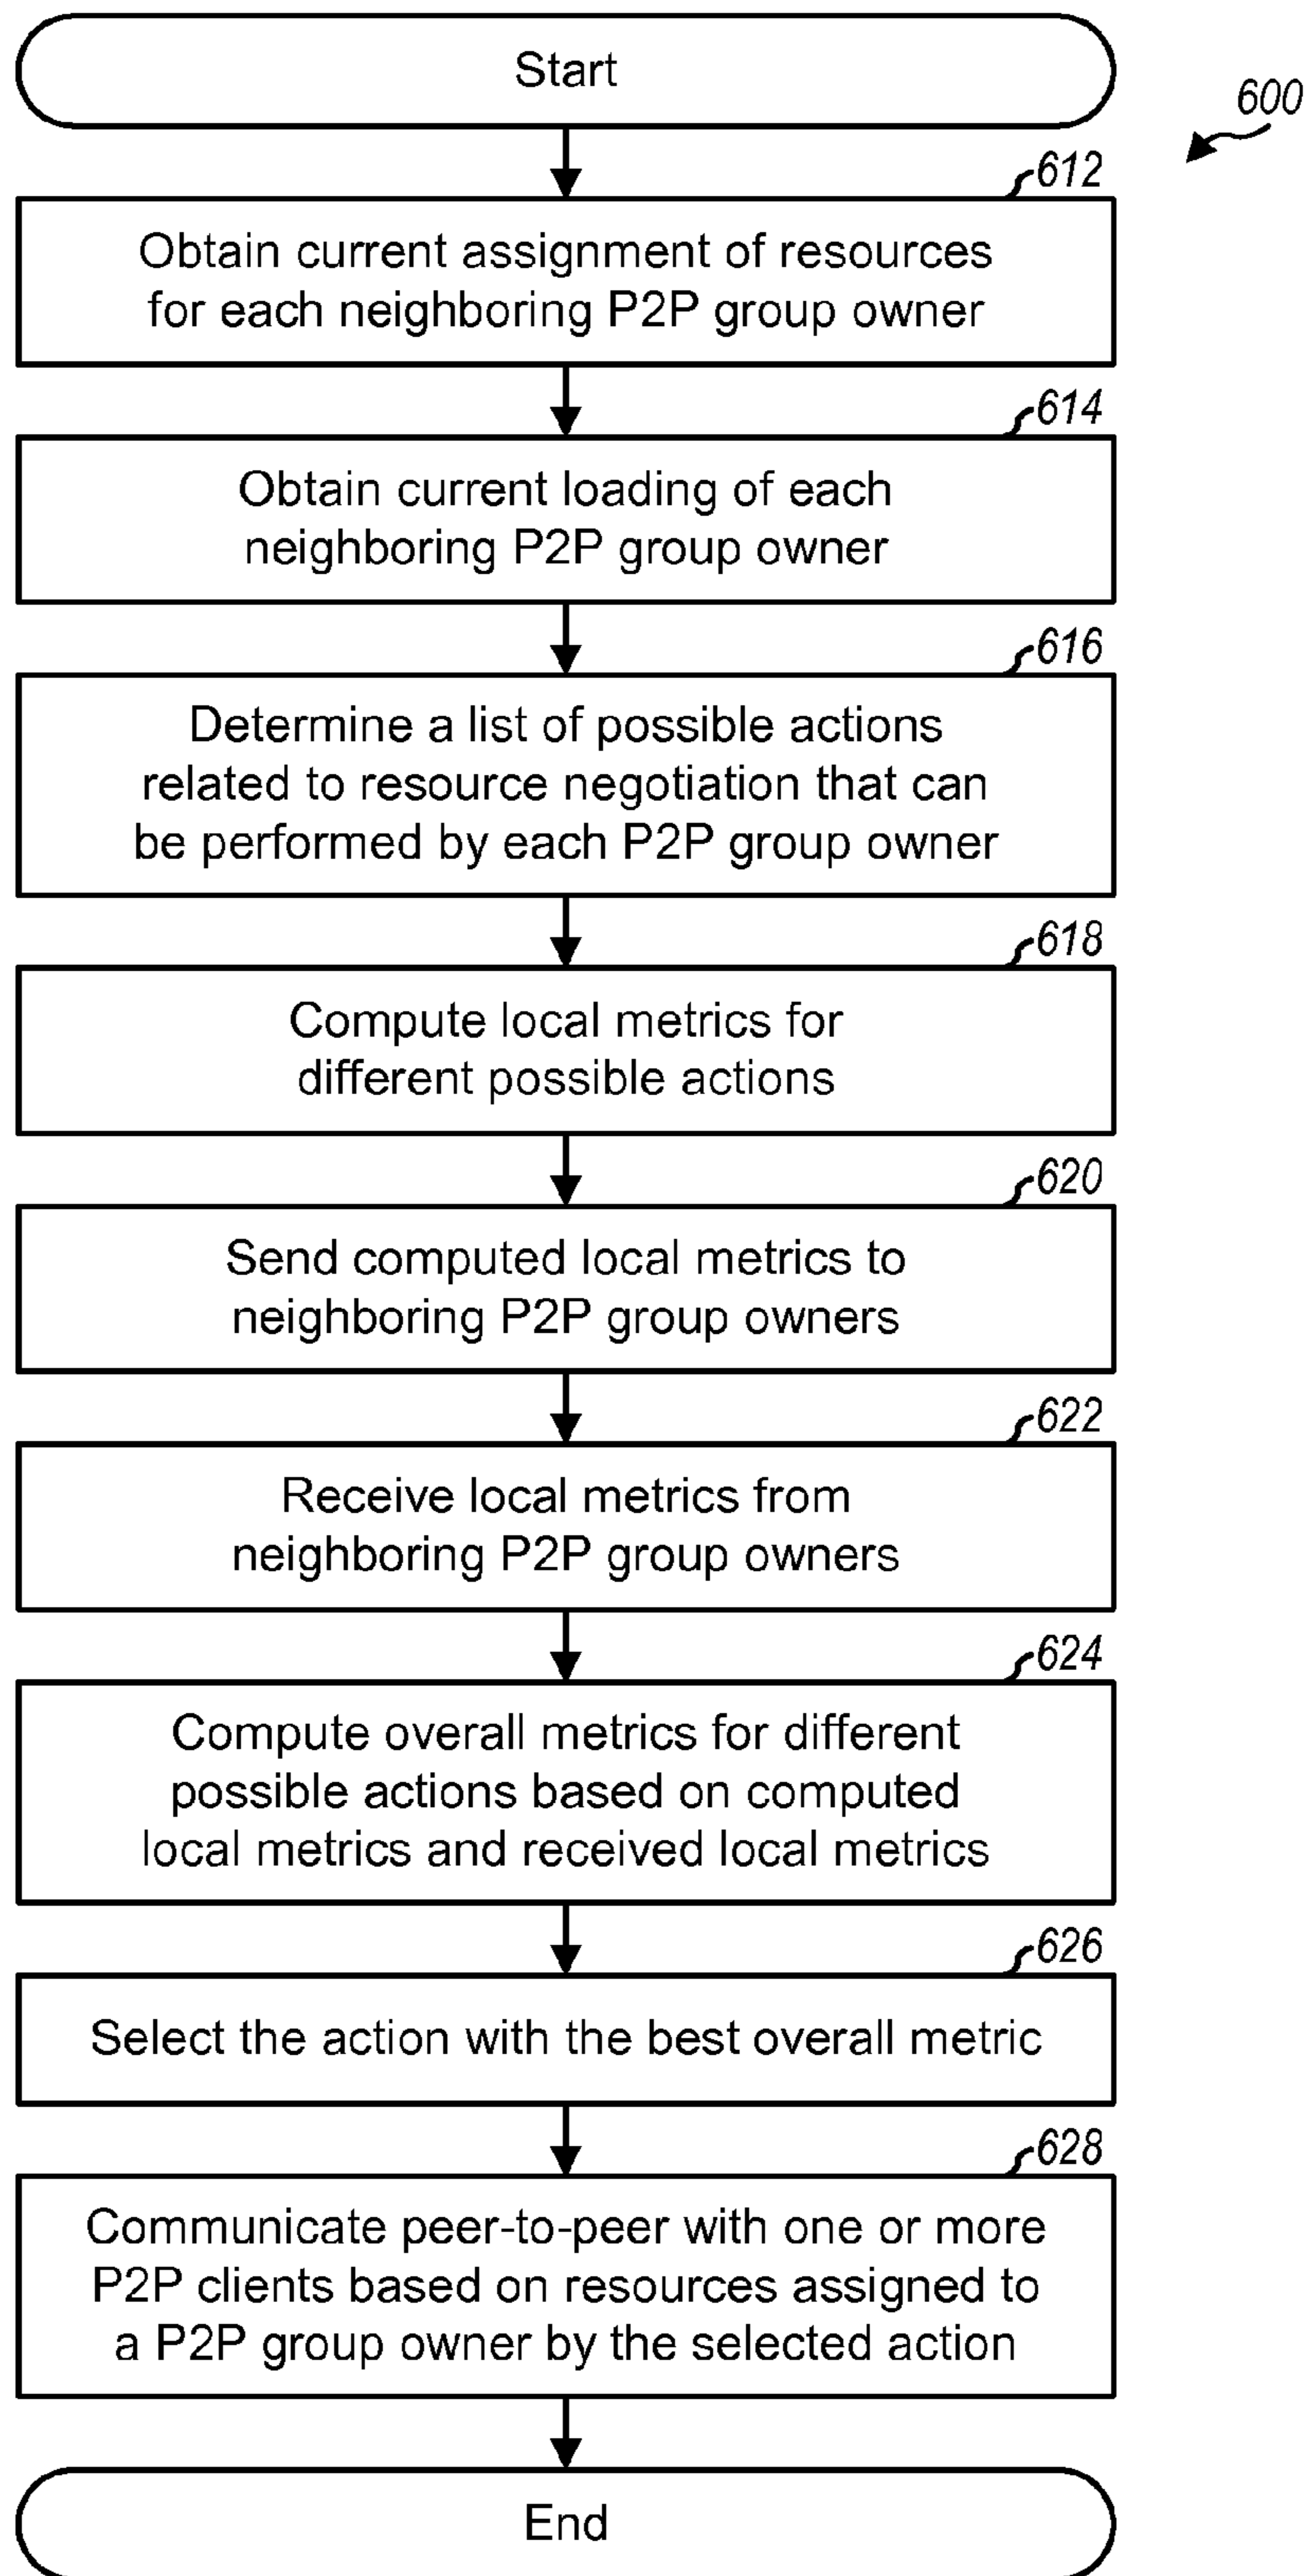 Start
600
612
Obtain current assignment of resources
for each neighboring P2P group owner
614
Obtain current loading of each
neighboring P2P group owner
616
Determine a list of possible actions
related to resource negotiation that can
be performed by each P2P group owner
618
Compute local metrics for
different possible actions
620
Send computed local metrics to
neighboring P2P group owners
622
Receive local metrics from
neighboring P2P group owners
624
Compute overall metrics for different
possible actions based on computed
local metrics and received local metrics
626
Select the action with the best overall metric
628
Communicate peer-to-peer with one or more
P2P clients based on resources assigned to
a P2P group owner by the selected action
End